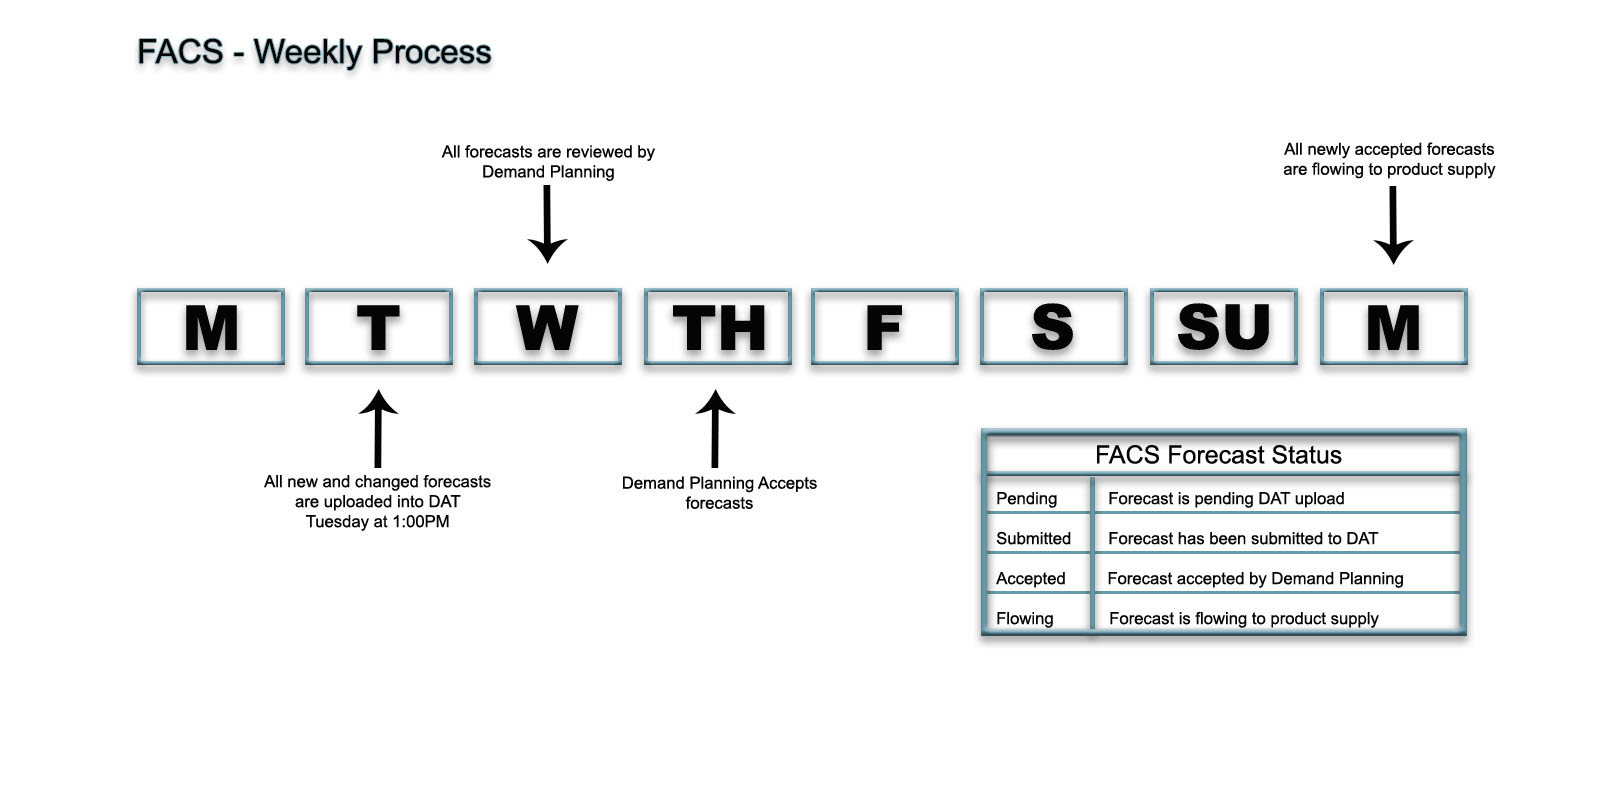 FACS - Weekly Process
All forecasts are reviewed by
Demand Planning
All newly accepted forecasts
are flowing to product supply
M
T
W
TH
F
S
SU
M
All new and changed forecasts
are uploaded into DAT
Tuesday at 1:00PM
Demand Planning Accepts
forecasts
FACS Forecast Status
Pending Forecast is pending DAT upload
Submitted Forecast has been submitted to DAT
Accepted Forecast accepted by Demand Planning
Flowing Forecast is flowing to product supply